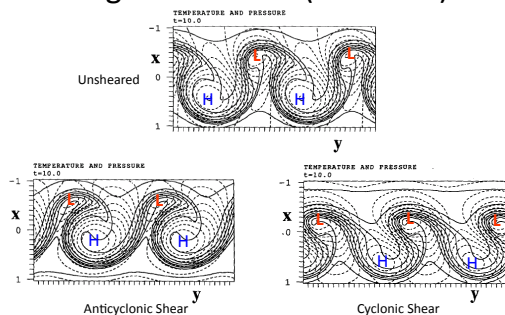 TEMPERATURE AND PRESSURE
t=10.0
-1
x
0
1
L
L
H
H
Unsheared
y
TEMPERATURE AND PRESSURE
t=10.0
-1
x
0
1
L
L
H
H
y
Anticyclonic Shear
TEMPERATURE AND PRESSURE
t=10.0
-1
x
.0
1
L
L
L
H
H
y
Cyclonic Shear